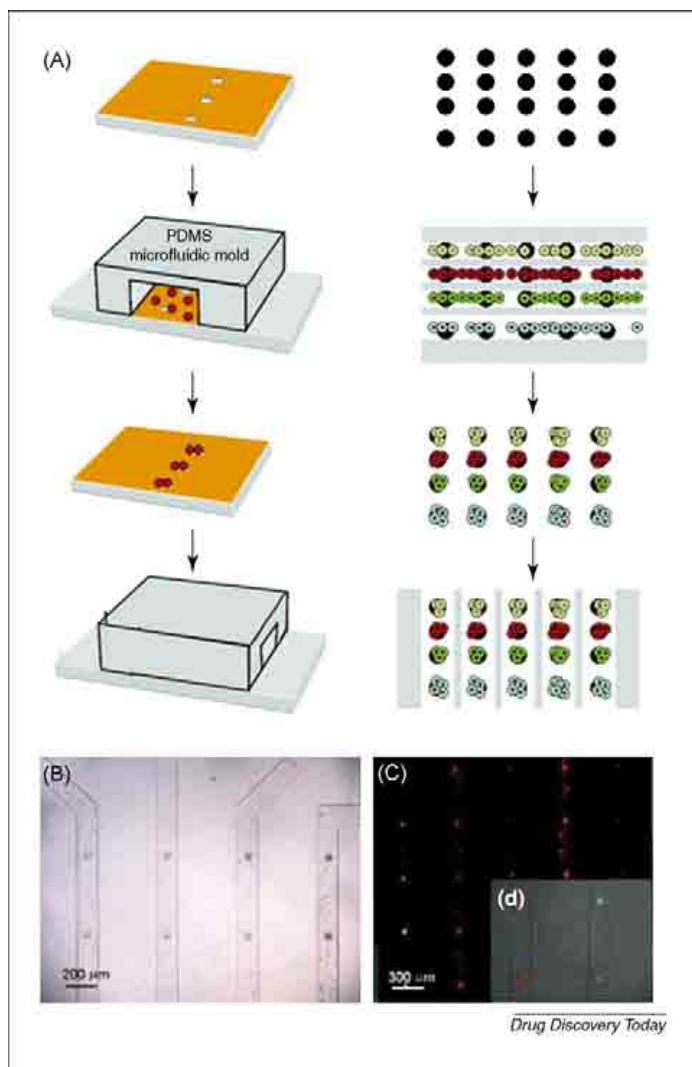 (A)
PDMS
microfluidic mold
(B)
200 µm
(C)
(d)
300 µm
Drug Discovery Today